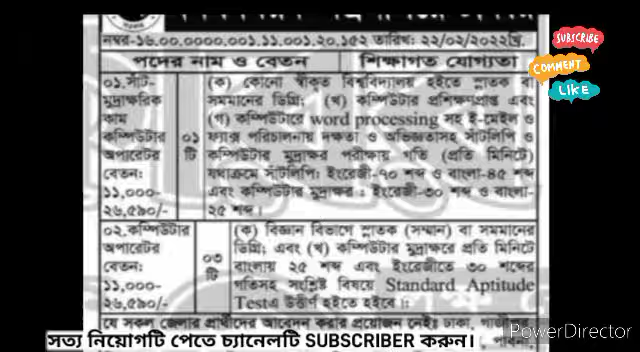 নম্বর-১৬.০০.০০০০.০০১.১১.০০১.২০.১৫২ তারিখ: ২২/০২/২০২২খ্রি.
পদের নাম ও বেতন
শিক্ষাগত যোগ্যতা
০১.সাঁট-
মুদ্রাক্ষরিক
কাম
কম্পিউটার
অপারেটর
বেতন:
১১,০০০-
২৬,৫৯০/-
০১
টি
(ক) কোনো স্বীকৃত বিশ্ববিদ্যালয় হইতে স্নাতক বা
সমমানের ডিগ্রি; (খ) কম্পিউটার প্রশিক্ষণপ্রাপ্ত এবং
(গ) কম্পিউটারে word processing সহ ই-মেইল ও
ফ্যাক্স পরিচালনায় দক্ষতা ও অভিজ্ঞতাসহ সাঁটলিপি ও
কম্পিউটার মুদ্রাক্ষর পরীক্ষায় গতি (প্রতি মিনিটে)
যথাক্রমে সাঁটলিপি: ইংরেজী-৭০ শব্দ ও বাংলা-৪৫ শব্দ
এবং কম্পিউটার মুদ্রাক্ষর : ইংরেজী-৩০ শব্দ ও বাংলা-
২৫ শব্দ।
০২.কম্পিউটার
অপারেটর
বেতন:
১১,০০০-
২৬,৫৯০/-
০৩
টি
(ক) বিজ্ঞান বিভাগে স্নাতক (সম্মান) বা সমমানের
ডিগ্রি; এবং (খ) কম্পিউটার মুদ্রাক্ষরে প্রতি মিনিটে
বাংলায় ২৫ শব্দ এবং ইংরেজীতে ৩০ শব্দের
গতিসহ সংশ্লিষ্ট বিষয়ে Standard Aptitude
Testএ উত্তীর্ণ হইতে হইবে।
যে সকল জেলার প্রার্থীদের আবেদন করার প্রয়োজন নেই: ঢাকা,
সত্য নিয়োগটি পেতে চ্যানেলটি SUBSCRIBER করুন।
SUBSCRIBE
COMMENT
LIKE
PowerDirector